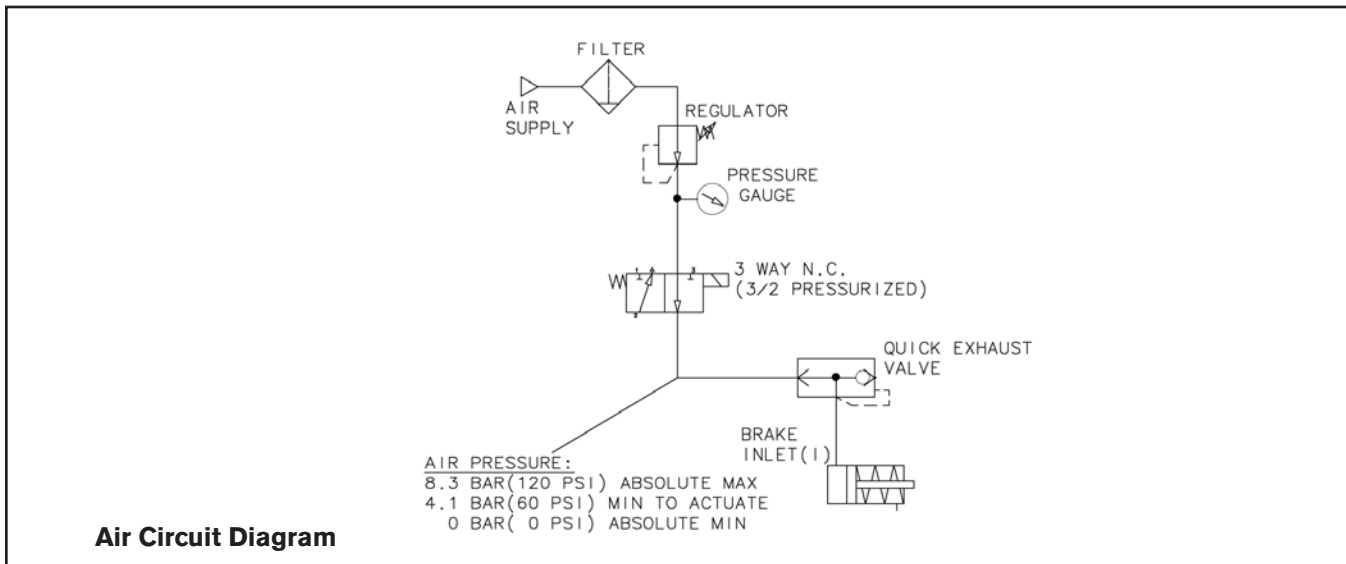 FILTER
AIR
SUPPLY
REGULATOR
PRESSURE
GAUGE
3 WAY N.C.
(3/2 PRESSURIZED)
QUICK EXHAUST
VALVE
BRAKE
INLET(1)
AIR PRESSURE:
8.3 BAR(120 PSI) ABSOLUTE MAX
4.1 BAR(60 PSI) MIN TO ACTUATE
0 BAR( 0 PSI) ABSOLUTE MIN
Air Circuit Diagram